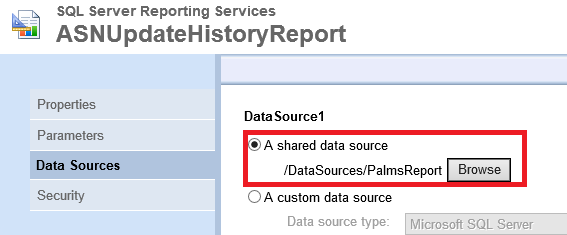 SQL Server Reporting Services
ASNUpdateHistoryReport
Properties
Parameters
Data Sources
Security
DataSource1
A shared data source
/DataSources/PalmsReport Browse
A custom data source
Data source type: Microsoft SQL Server